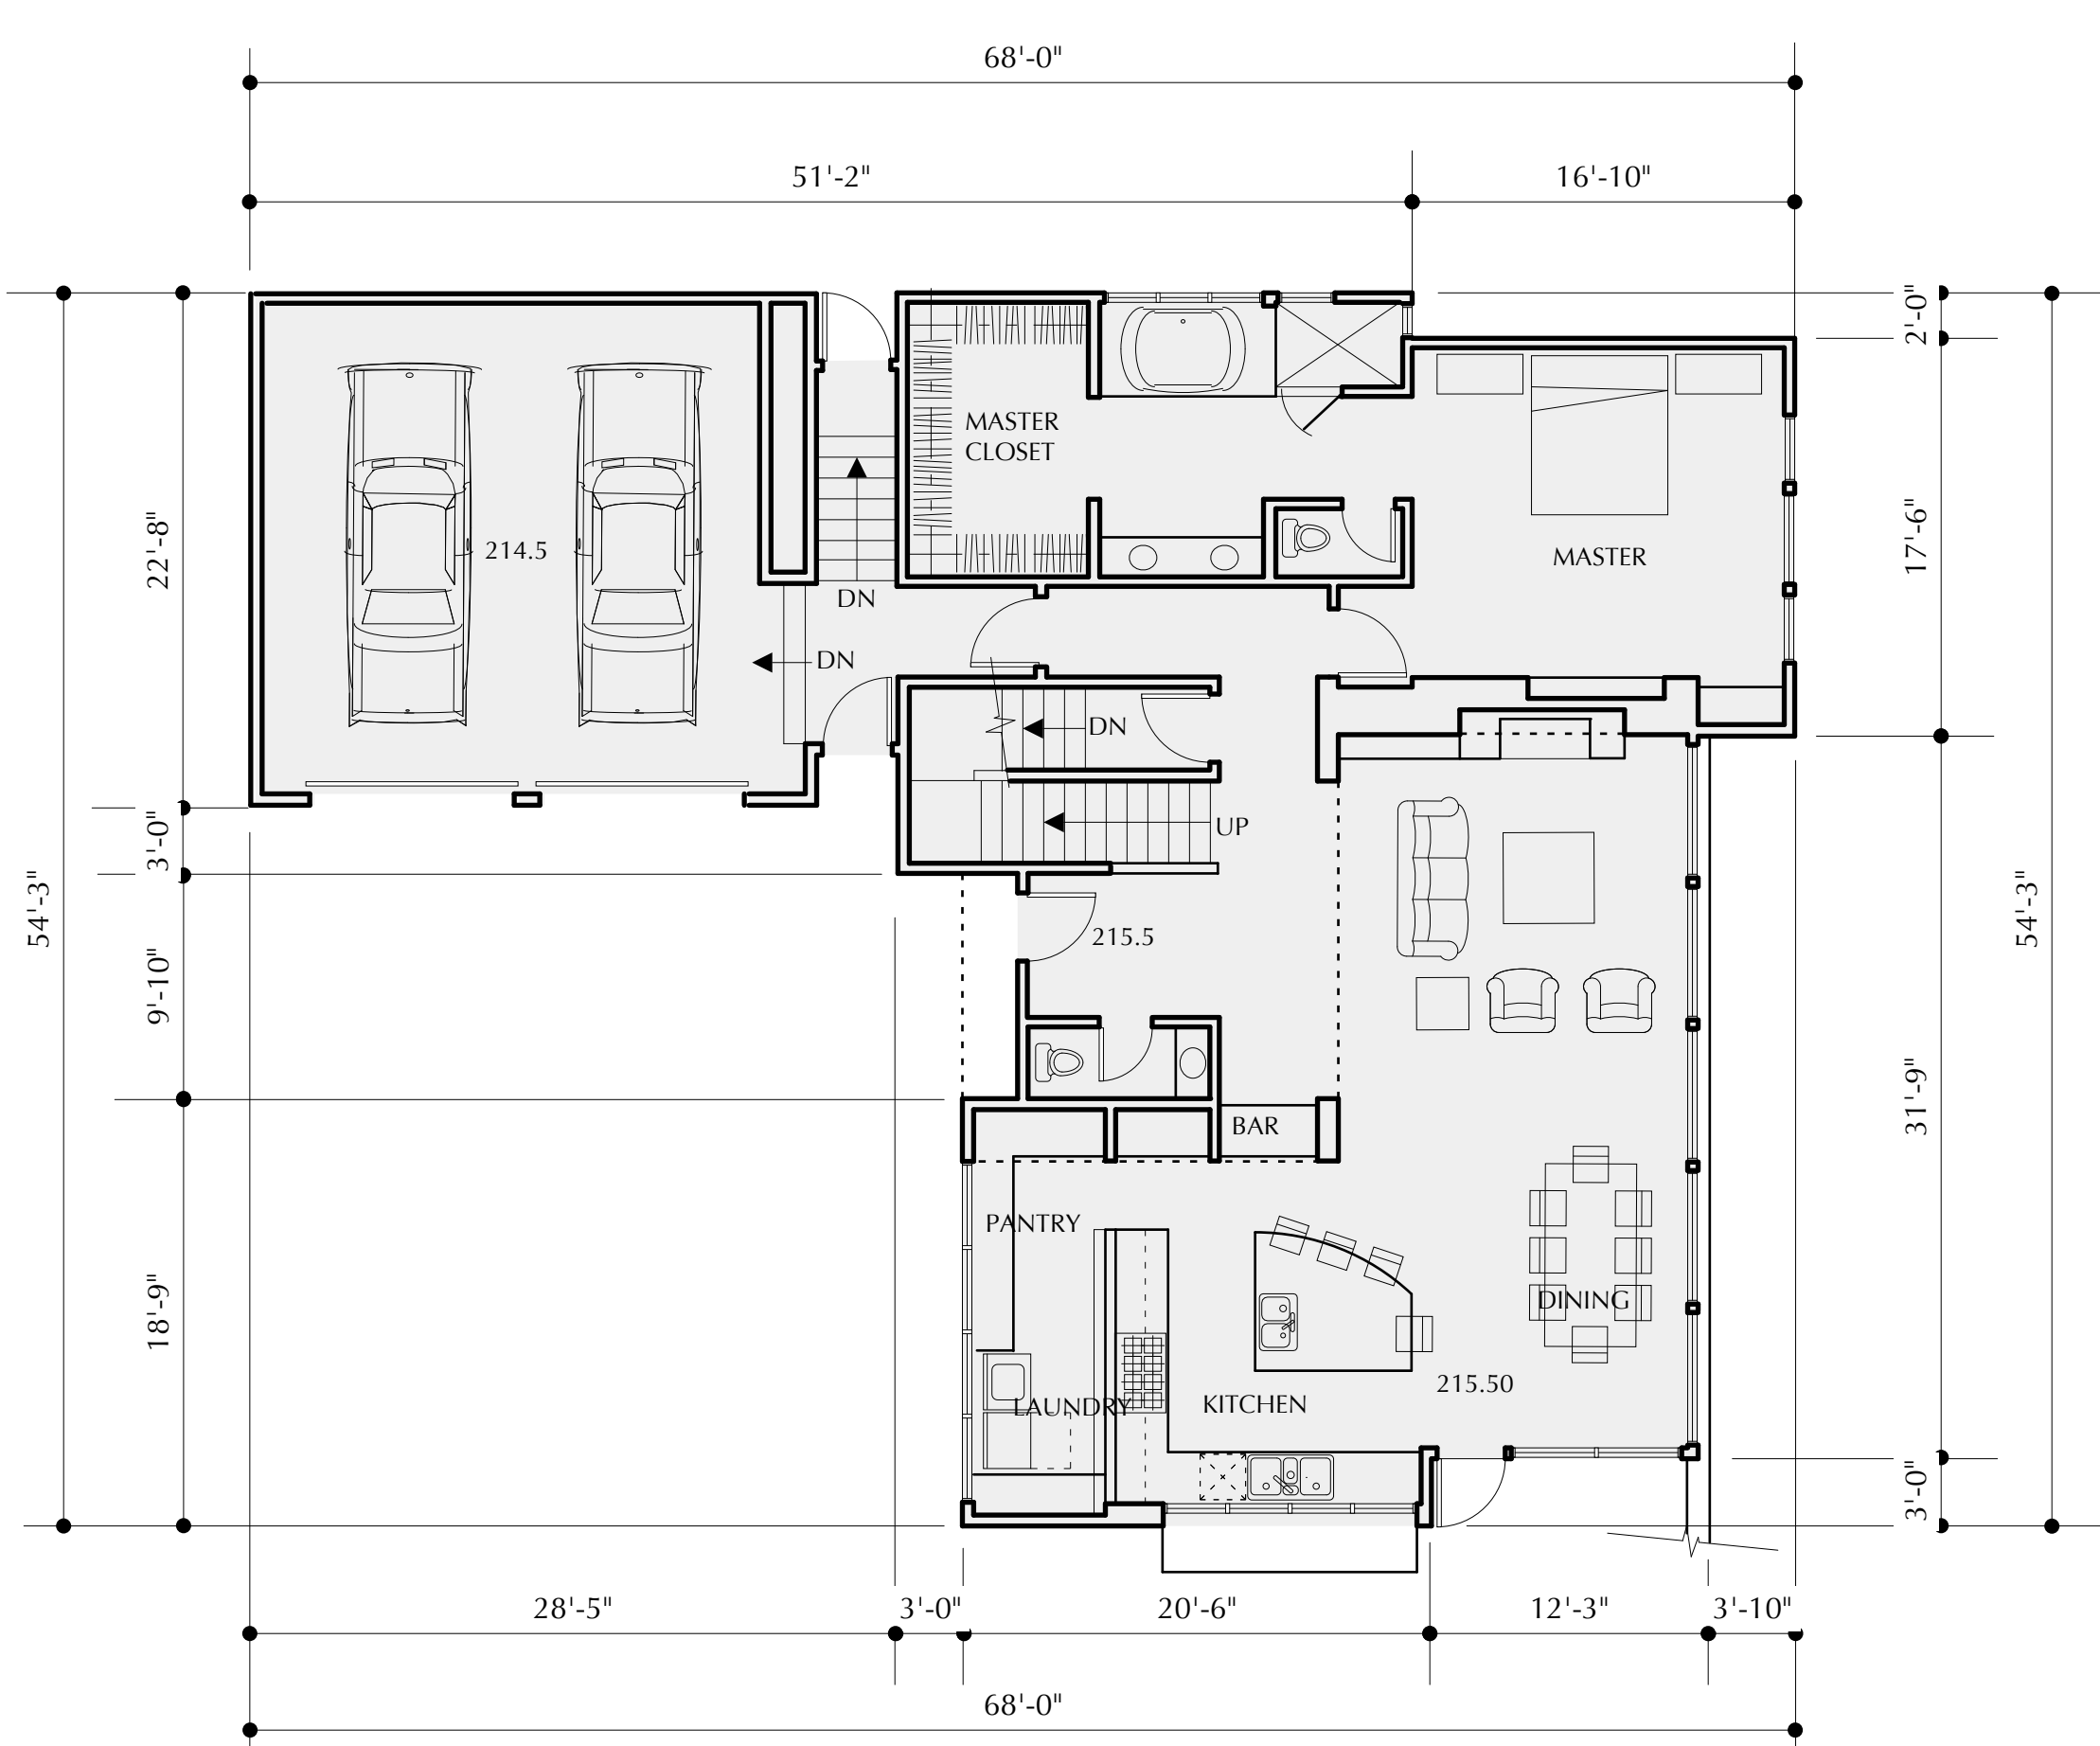 68'-0"
51'-2"
16'-10"
2'-0"
MASTER
CLOSET
22'-8"
214.5
17'-6"
MASTER
DN
DN
DN
UP
3'-0"
54'-3"
54'-3"
215.5
9'-10"
31'-9"
BAR
PANTRY
18'-9"
DINING
215.50
LAUNDRY
KITCHEN
3'-0"
28'-5"
3'-0"
20'-6"
12'-3"
3'-10"
68'-0"